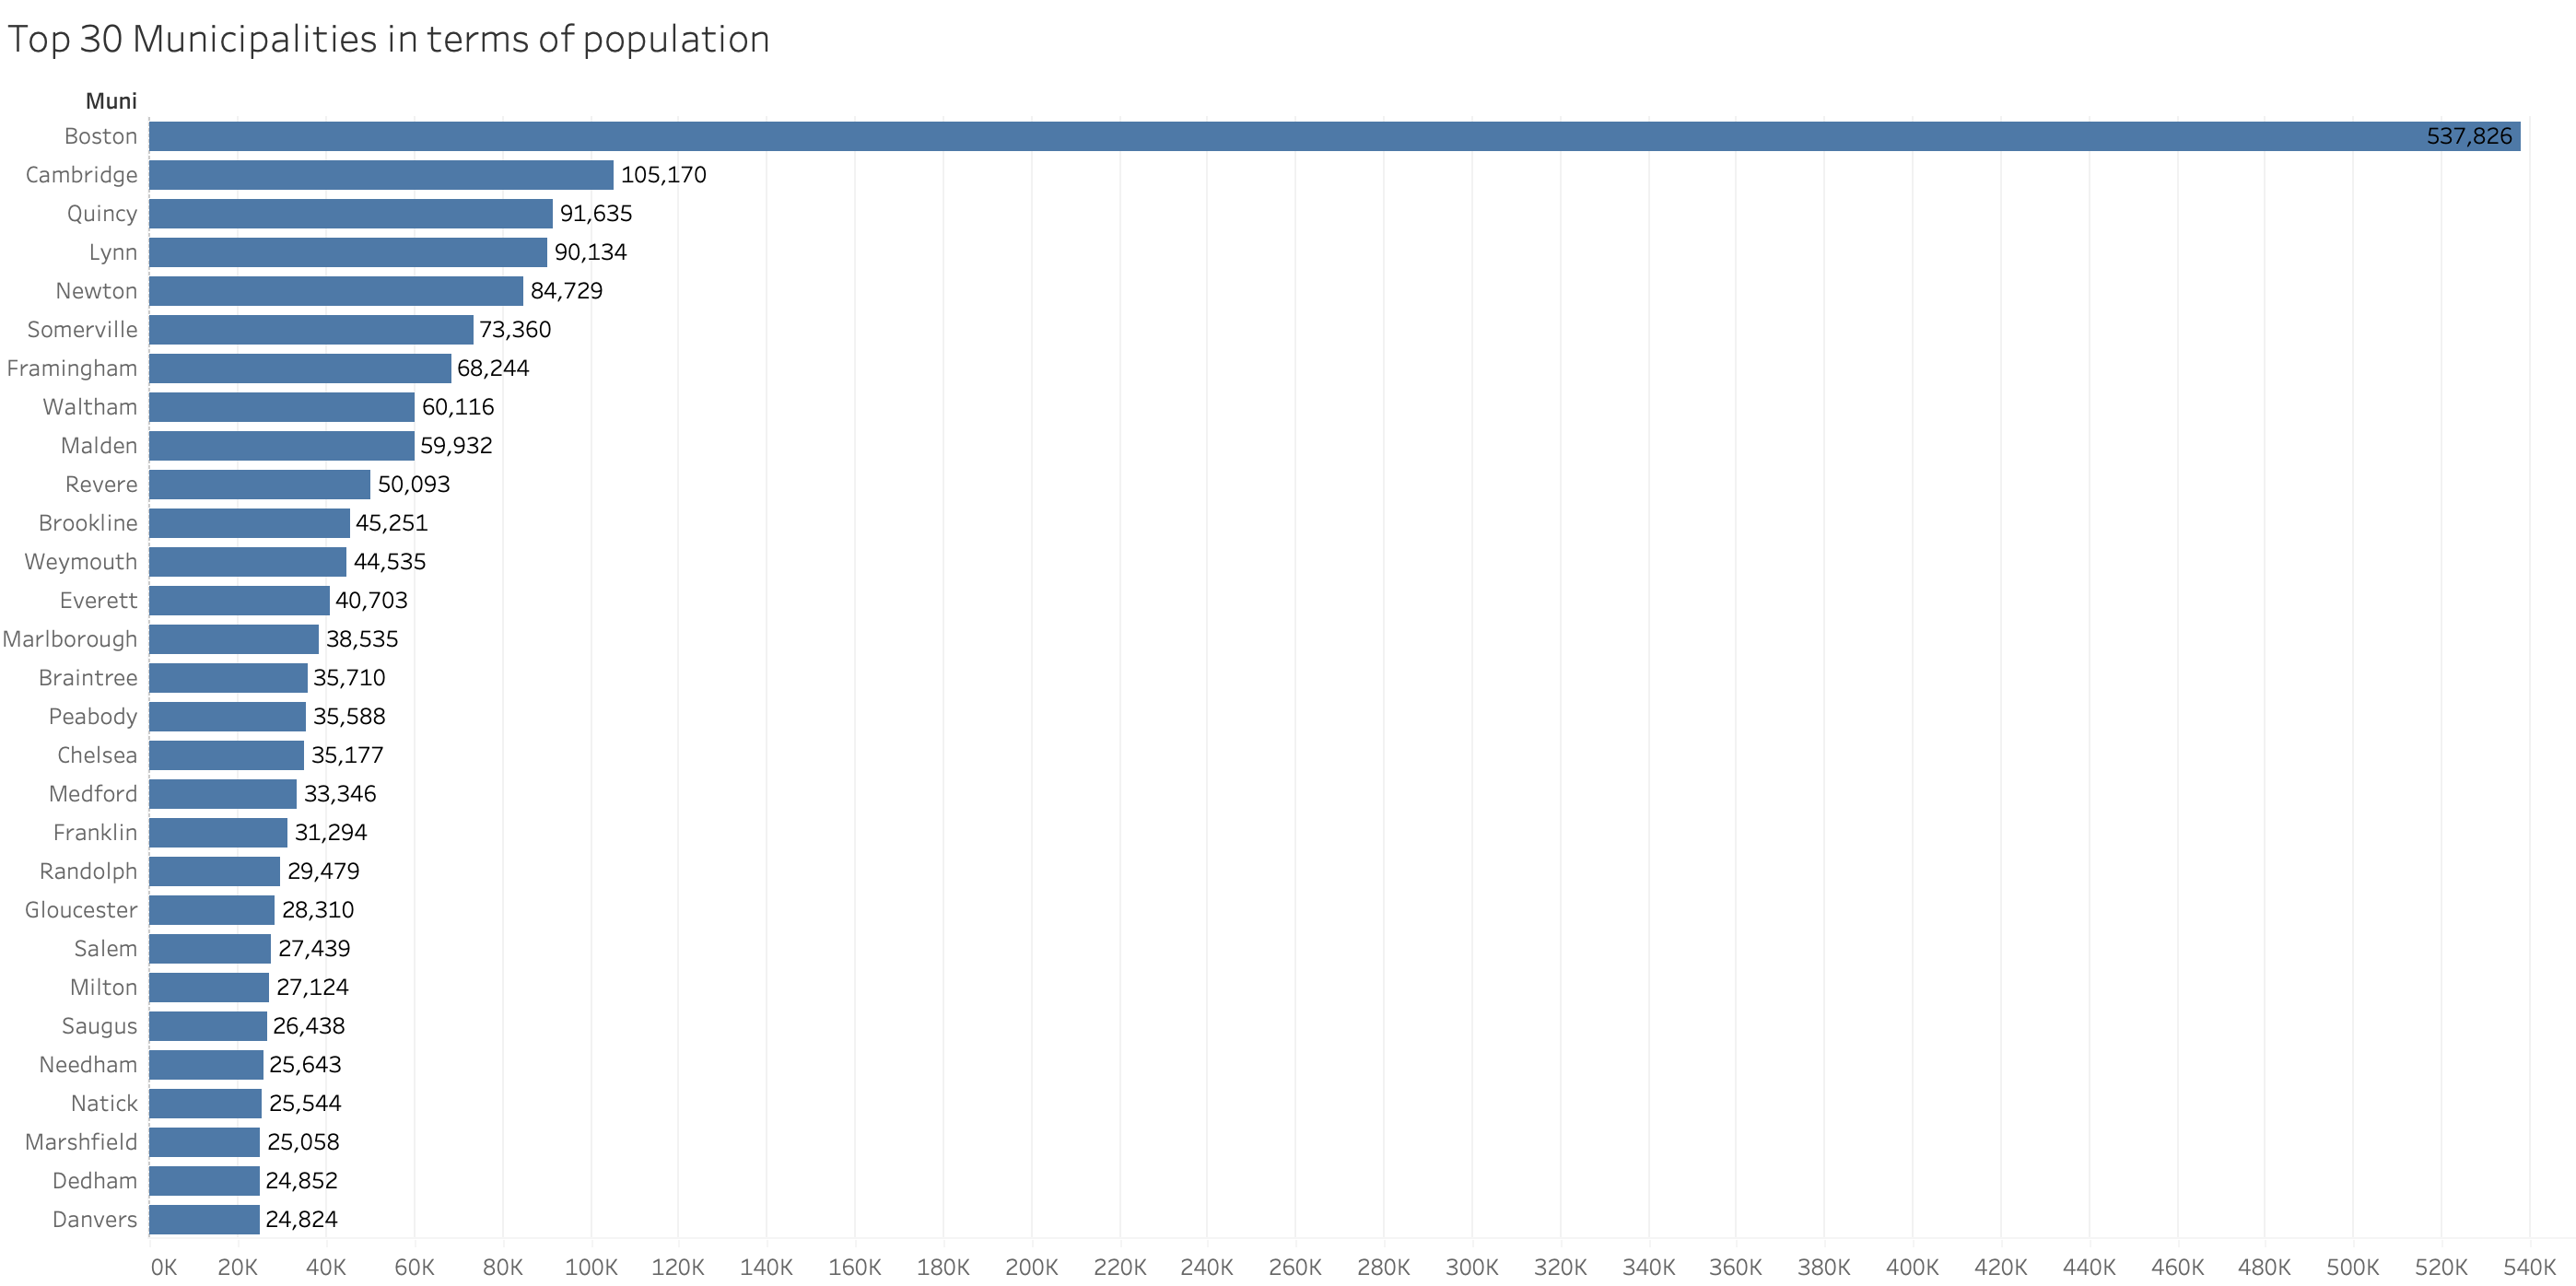 Top 30 Municipalities in terms of population
Muni
Boston 537,826
Cambridge 105,170
Quincy 91,635
Lynn 90,134
Newton 84,729
Somerville 73,360
Framingham 68,244
Waltham 60,116
Malden 59,932
Revere 50,093
Brookline 45,251
Weymouth 44,535
Everett 40,703
Marlborough 38,535
Braintree 35,710
Peabody 35,588
Chelsea 35,177
Medford 33,346
Franklin 31,294
Randolph 29,479
Gloucester 28,310
Salem 27,439
Milton 27,124
Saugus 26,438
Needham 25,643
Natick 25,544
Marshfield 25,058
Dedham 24,852
Danvers 24,824
0K 20K 40K 60K 80K 100K 120K 140K 160K 180K 200K 220K 240K 260K 280K 300K 320K 340K 360K 380K 400K 420K 440K 460K 480K 500K 520K 540K